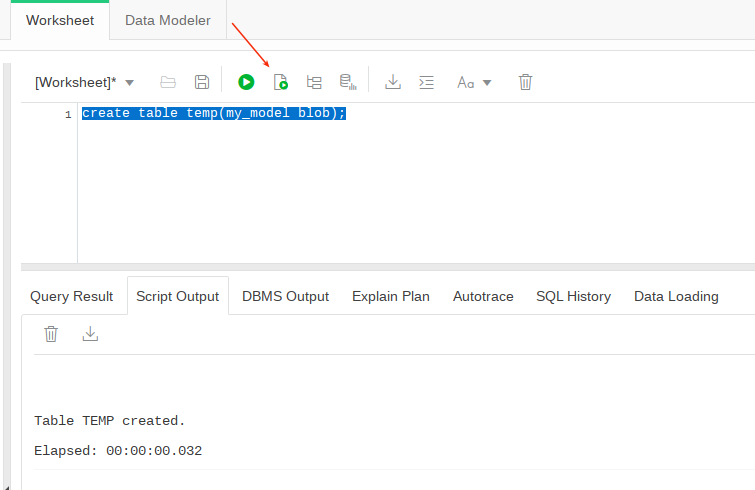 Worksheet Data Modeler
[Worksheet]* Aa
1 create table temp(my_model blob);
Query Result Script Output DBMS Output Explain Plan Autotrace SQL History Data Loading
Table TEMP created.
Elapsed: 00:00:00.032